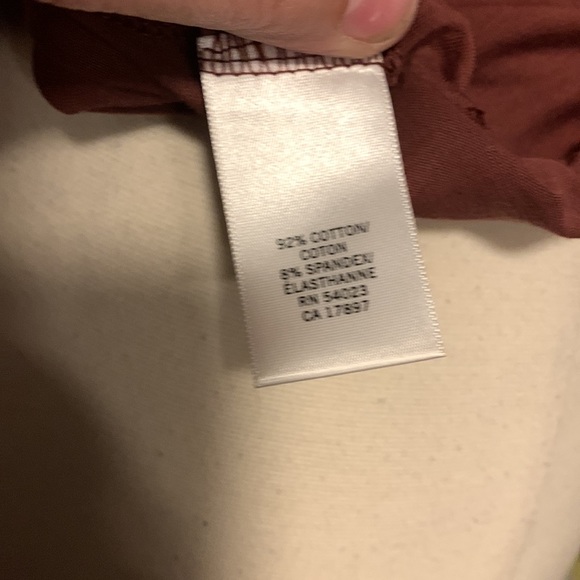 92% COTTON/
COTON
8% SPANDEX/
ÉLASTHANNE
RN 54023
CA 17897